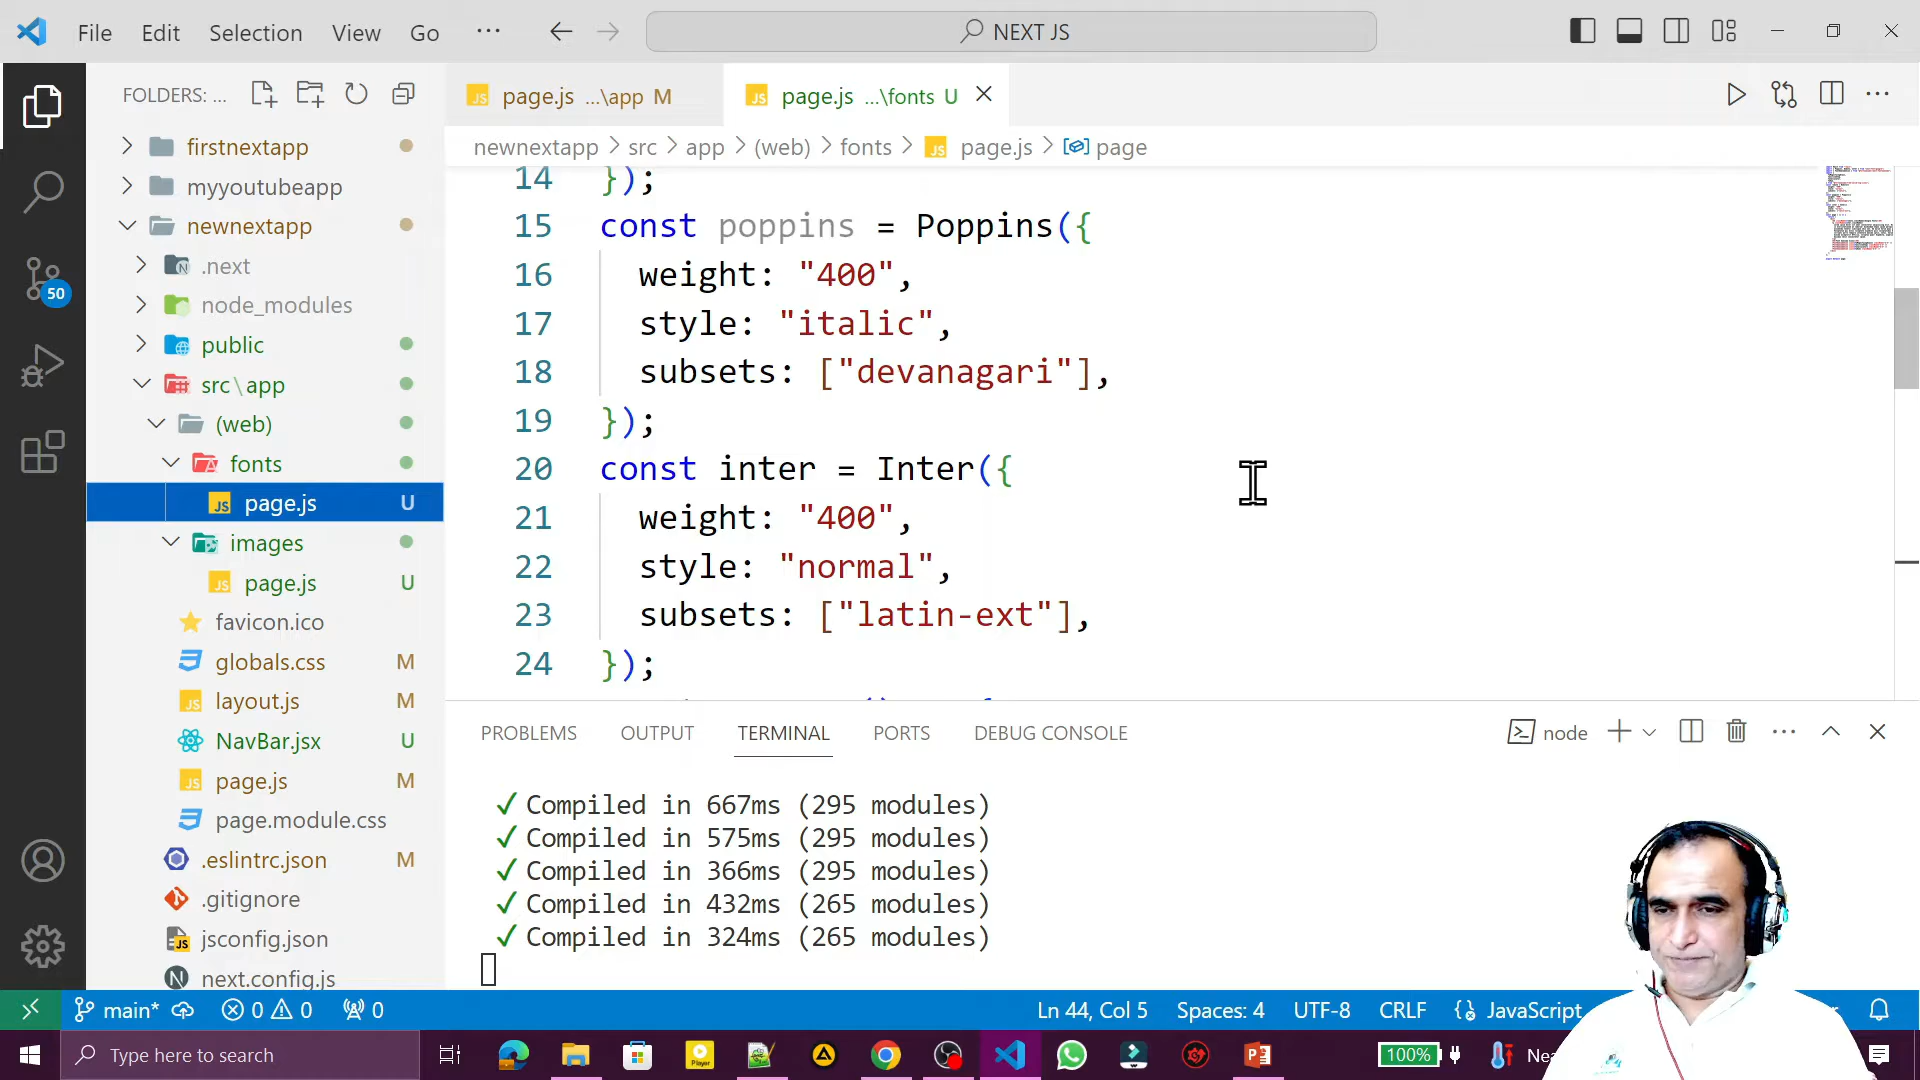 File Edit Selection View Go ··· NEXT JS
FOLDERS: ...
page.js ...\app M
page.js ...\fonts U
newnextapp > src > app > (web) > fonts > page.js > page
firstnextapp
myyoutubeapp
newnextapp
.next
node_modules
public
src\app
(web)
fonts
page.js U
images
page.js U
favicon.ico
globals.css M
layout.js M
NavBar.jsx U
page.js M
page.module.css
.eslintrc.json M
.gitignore
jsconfig.json
next.config.js
50
14 });
15 const poppins = Poppins({
16 weight: "400",
17 style: "italic",
18 subsets: ["devanagari"],
19 });
20 const inter = Inter({
21 weight: "400",
22 style: "normal",
23 subsets: ["latin-ext"],
24 });
PROBLEMS OUTPUT TERMINAL PORTS DEBUG CONSOLE
node
✓ Compiled in 667ms (295 modules)
✓ Compiled in 575ms (295 modules)
✓ Compiled in 366ms (295 modules)
✓ Compiled in 432ms (265 modules)
✓ Compiled in 324ms (265 modules)
main* 0 0 0
Ln 44, Col 5 Spaces: 4 UTF-8 CRLF {} JavaScript
Type here to search
100%